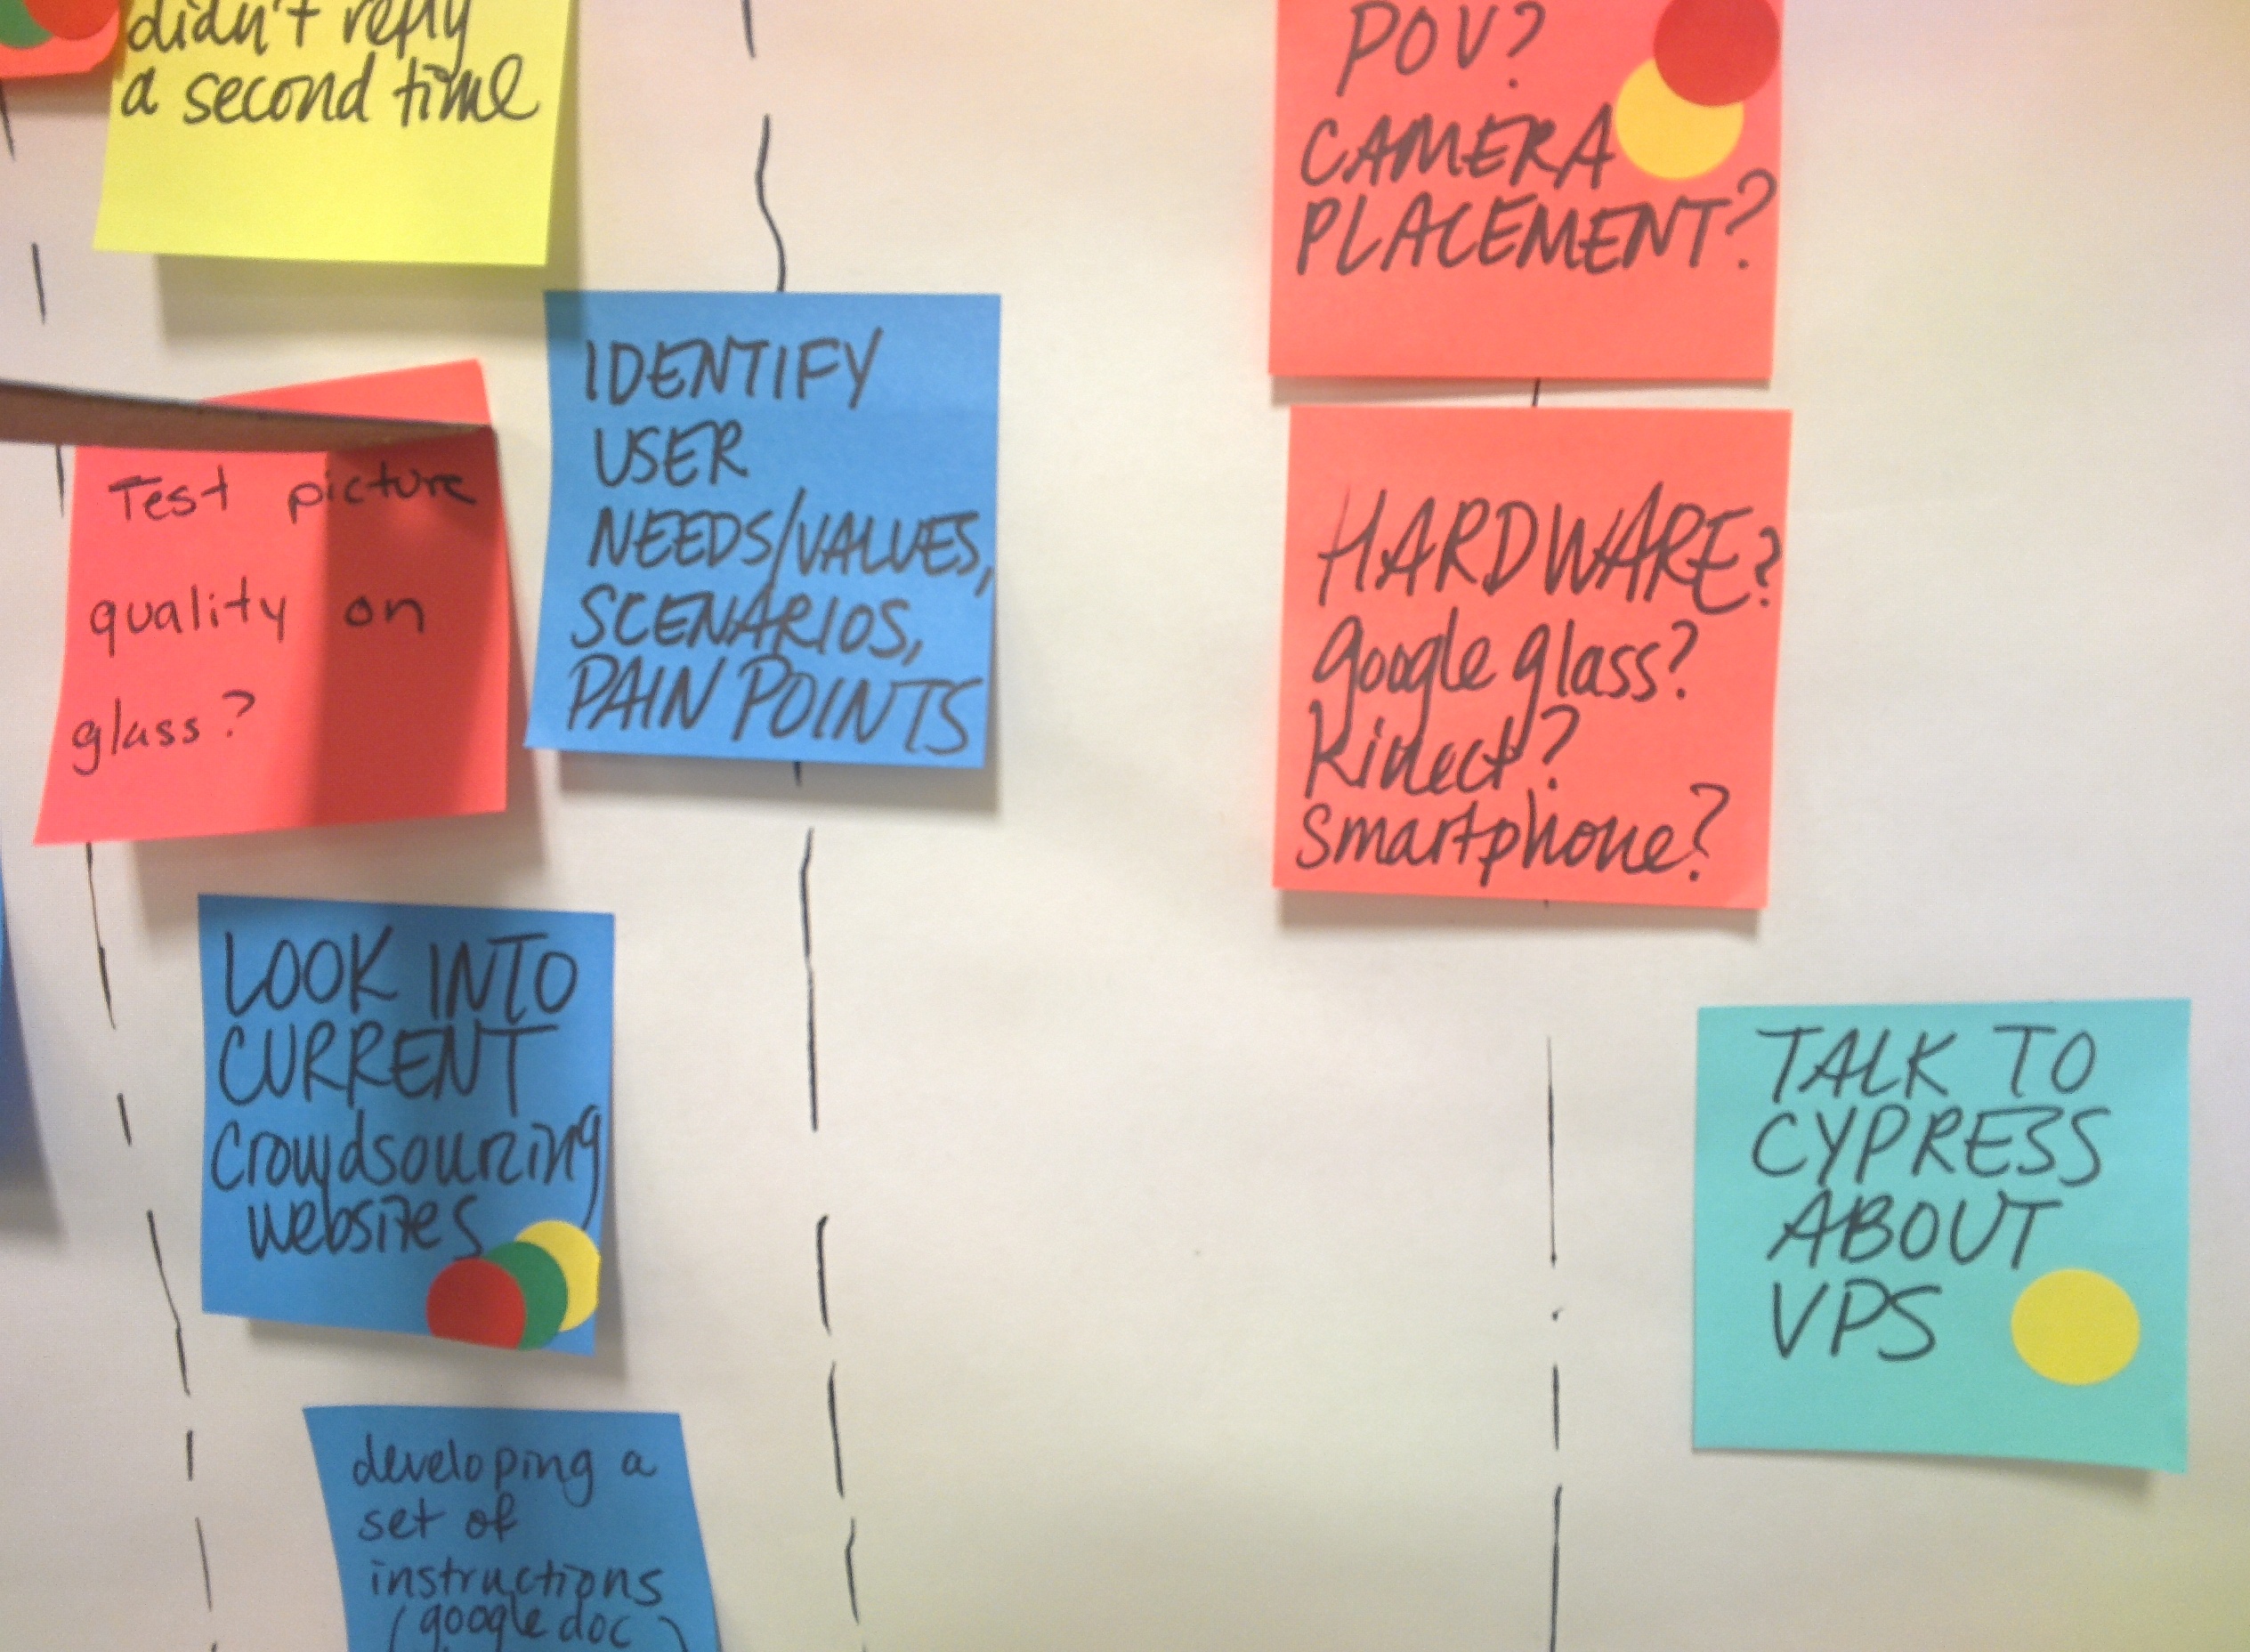 didn't reply
a second time
Test picture
quality on
glass?
IDENTIFY
USER
NEEDS/VALUES,
SCENARIOS,
PAIN POINTS
LOOK INTO
CURRENT
crowdsourcing
websites
developing a
set of
instructions
(google doc
POV?
CAMERA
PLACEMENT?
HARDWARE?
google glass?
kinect?
smartphone?
TALK TO
CYPRESS
ABOUT
VPS